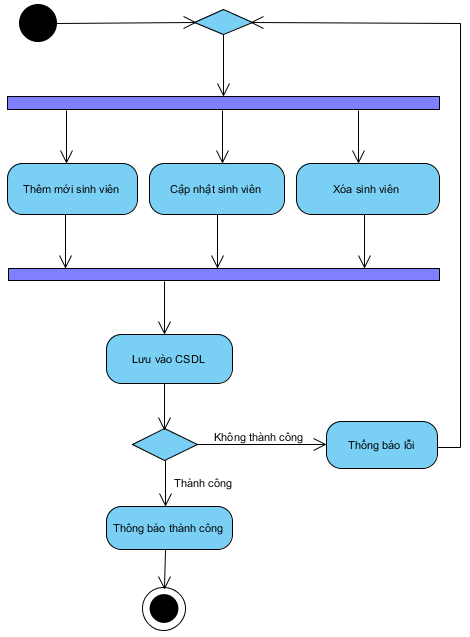 Thêm mới sinh viên
Cập nhật sinh viên
Xóa sinh viên
Lưu vào CSDL
Không thành công
Thông báo lỗi
Thành công
Thông báo thành công